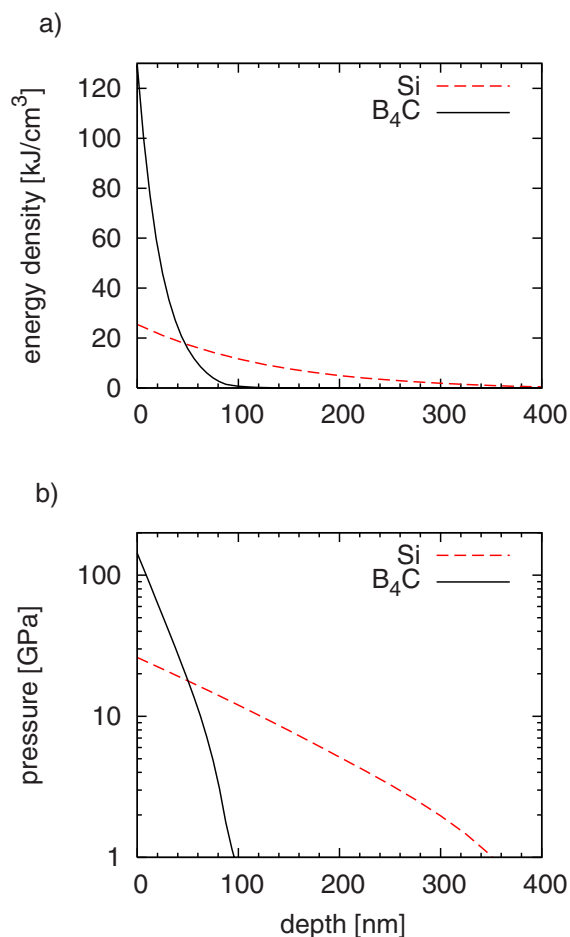 a)
energy density [kJ/cm³]
120
100
80
60
40
20
0
Si
B₄C
0 100 200 300 400
b)
pressure [GPa]
100
10
1
Si
B₄C
0 100 200 300 400
depth [nm]